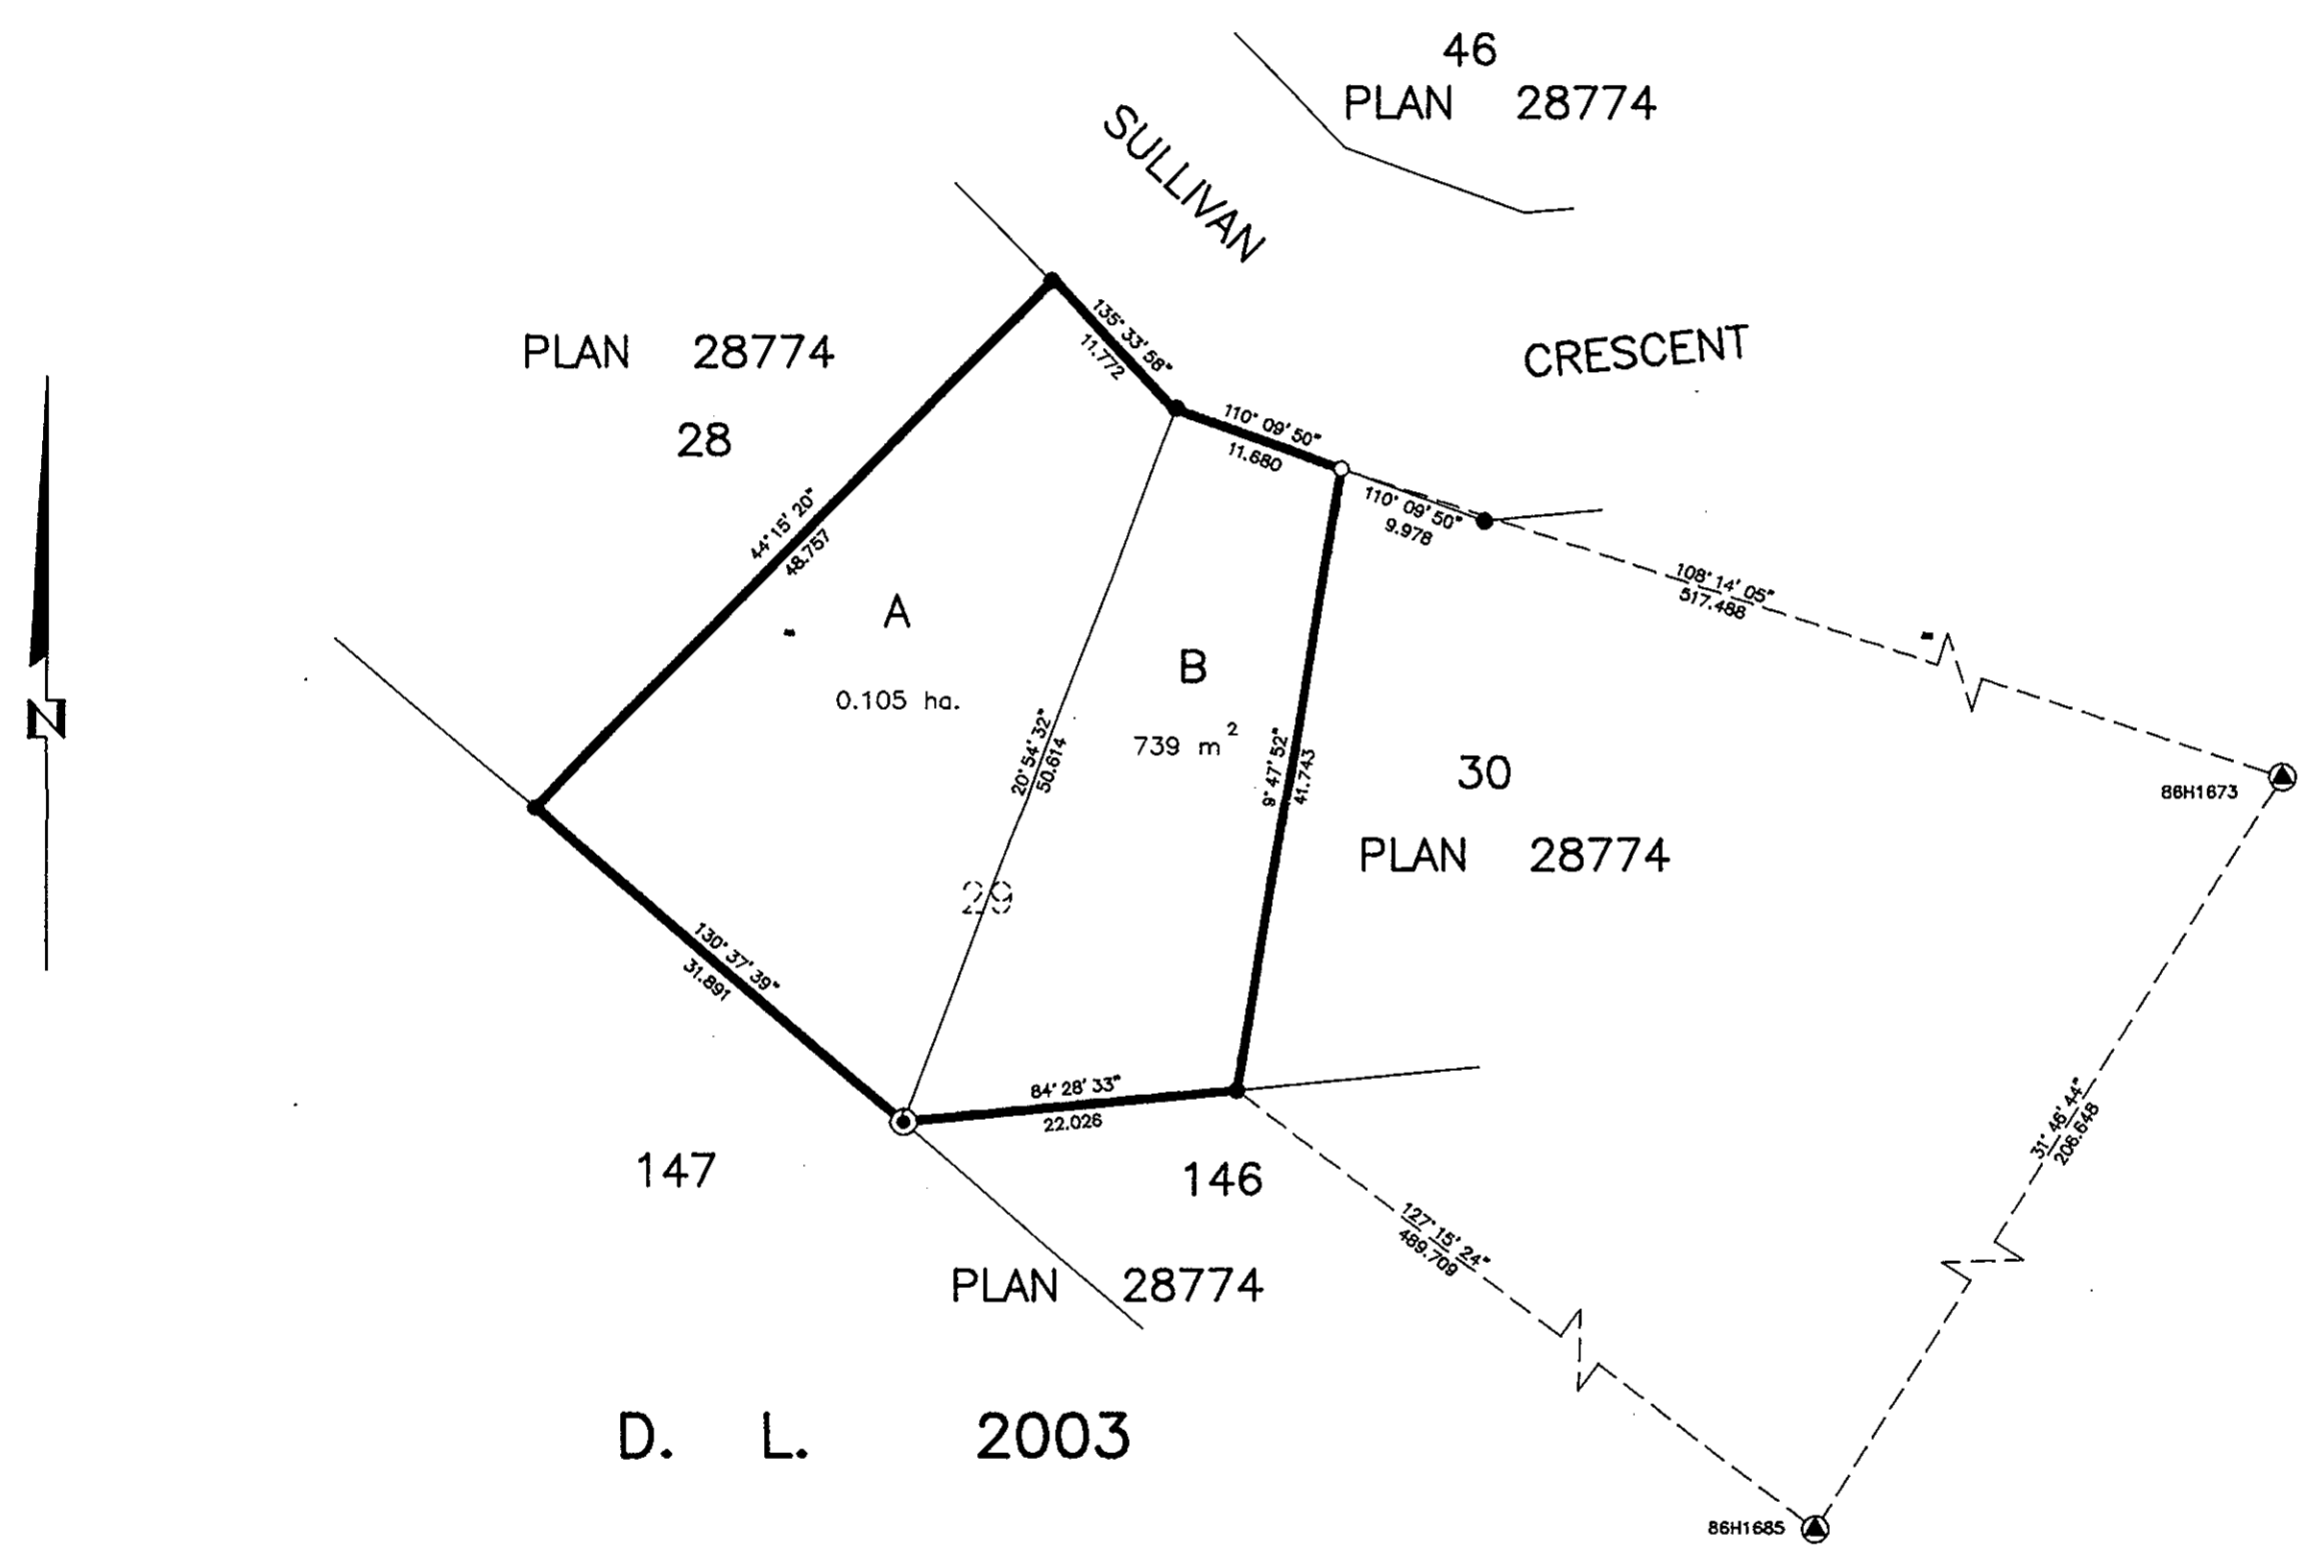 46
PLAN 28774
SULLIVAN
CRESCENT
PLAN 28774
28
135° 33' 58"
11.772
110° 09' 50"
11.680
110° 09' 50"
9.978
108° 14' 05"
517.488
44° 15' 20"
48.757
A
0.105 ha.
B
739 m 2
20° 54' 32"
50.614
9° 47' 52"
41.743
30
PLAN 28774
86H1673
N
29
130° 37' 39"
31.891
84° 28' 33"
22.026
31° 46' 44"
206.648
147
146
127° 15' 24"
489.709
PLAN 28774
D. L. 2003
86H1685